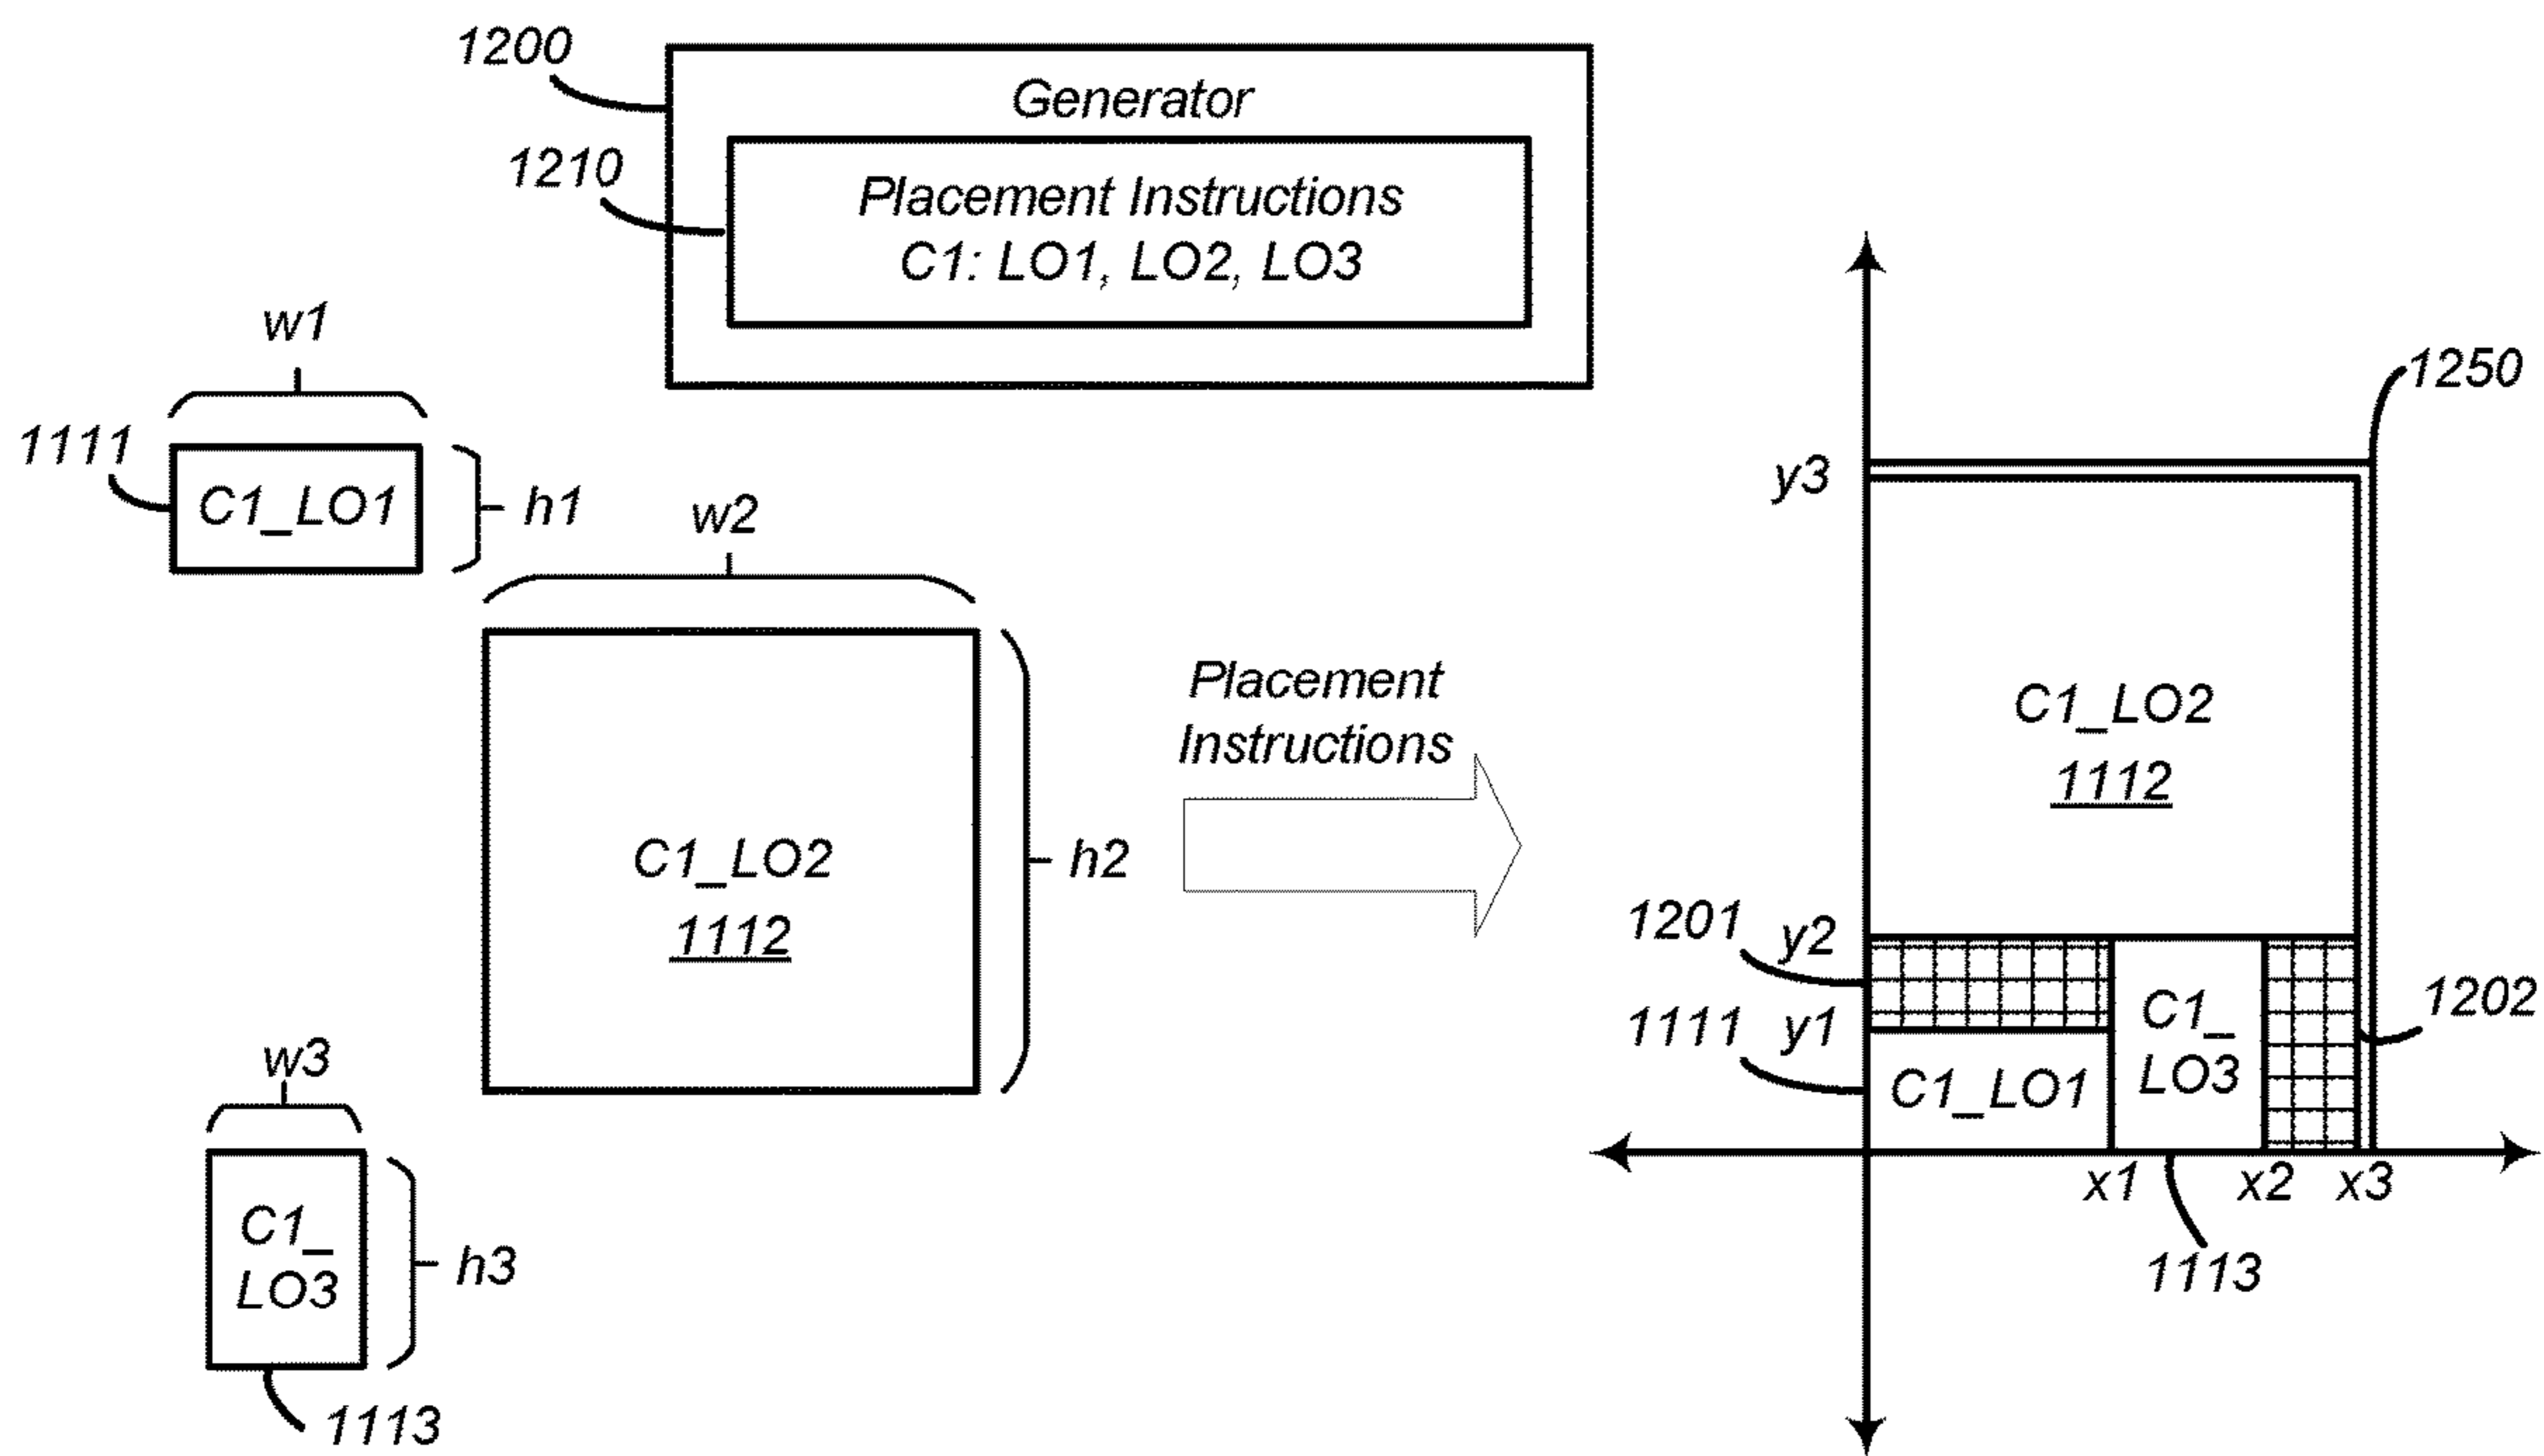 1200
Generator
1210
Placement Instructions
C1: LO1, LO2, LO3
w1
1111
C1_LO1
h1
w2
C1_LO2
1112
h2
w3
C1_
LO3
h3
1113
Placement
Instructions
1250
y3
C1_LO2
1112
1201
y2
1202
1111
y1
C1_LO1
C1_
LO3
x1
x2
x3
1113